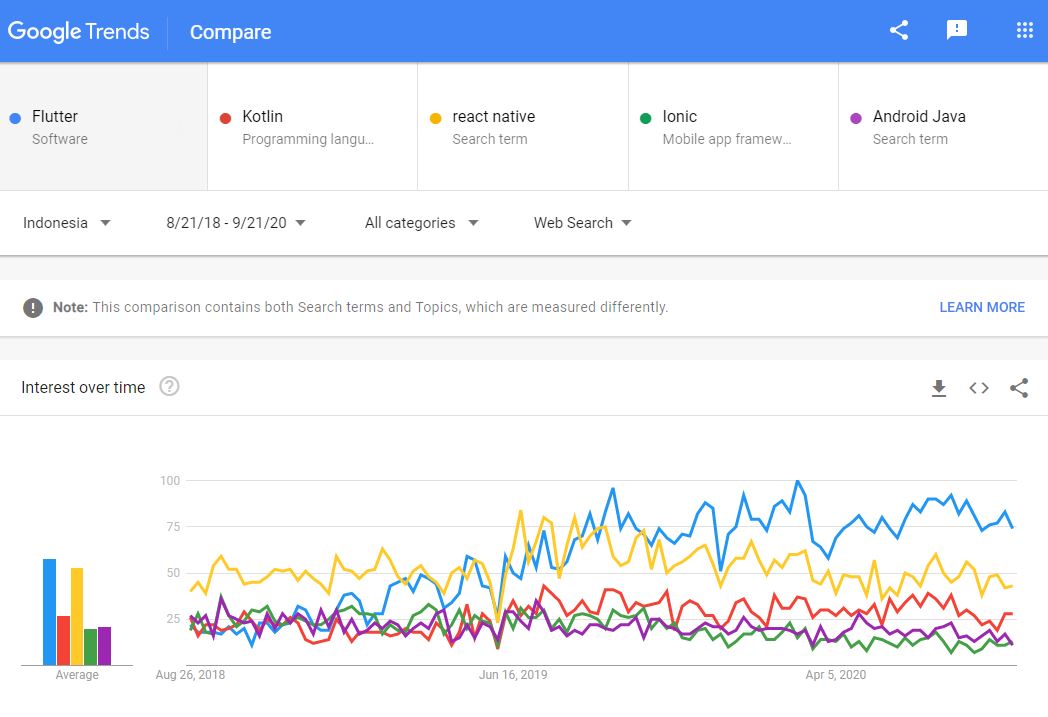 Google Trends Compare
Flutter
Software
Kotlin
Programming langu...
react native
Search term
Ionic
Mobile app framew...
Android Java
Search term
Indonesia 8/21/18 - 9/21/20 All categories Web Search
! Note: This comparison contains both Search terms and Topics, which are measured differently. LEARN MORE
Interest over time ?
100
75
50
25
Average Aug 26, 2018 Jun 16, 2019 Apr 5, 2020